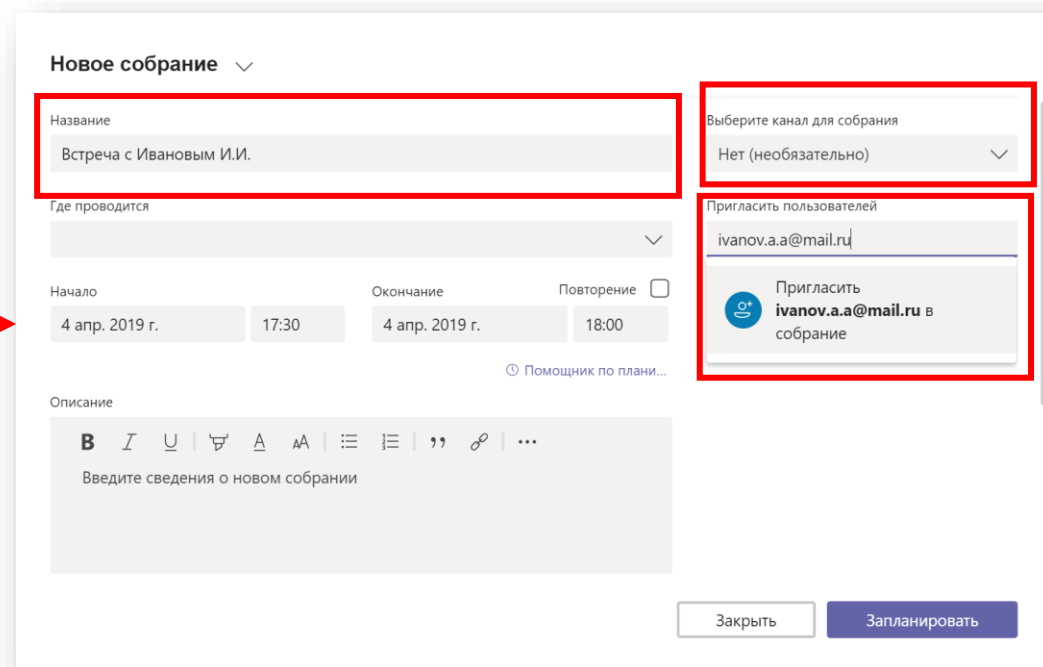 Новое собрание
Название
Встреча с Ивановым И.И.
Выберите канал для собрания
Нет (необязательно)
Где проводится
Пригласить пользователей
ivanov.a.a@mail.ru
Пригласить
ivanov.a.a@mail.ru в
собрание
Начало
Окончание
Повторение
4 апр. 2019 г.
17:30
4 апр. 2019 г.
18:00
Помощник по плани...
Описание
Введите сведения о новом собрании
Закрыть
Запланировать